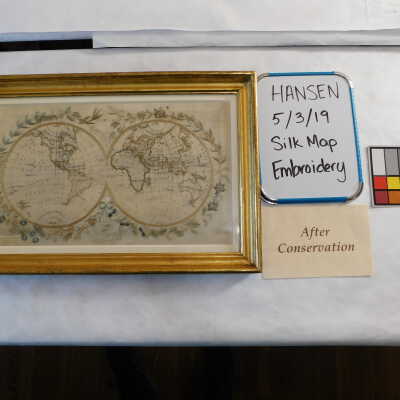 HANSEN
5/3/19
Silk Map
Embroidery
After
Conservation